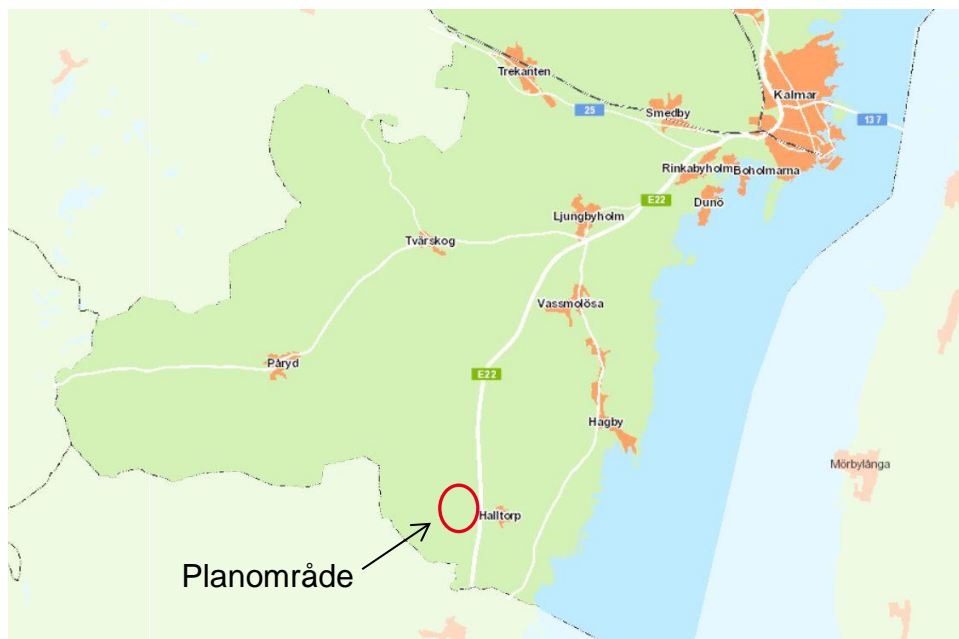 Trekanten
Kalmar
25
Smedby
137
Rinkabyholm
Boholmarna
E22
Dunö
Ljungbyholm
Tvärskog
Vassmolösa
Påryd
E22
Hagby
Mörbylånga
Halltorp
Planområde